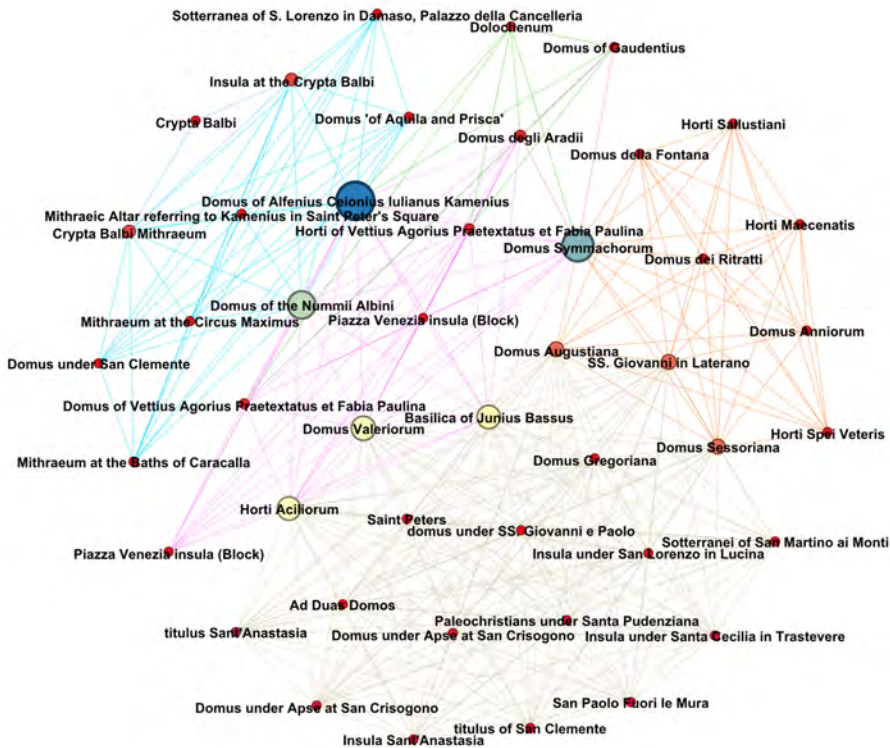 Sotterranea of S. Lorenzo in Damaso, Palazzo della Cancelleria
Dolochenum
Domus of Gaudentius
Insula at the Crypta Balbi
Crypta Balbi
Domus 'of Aquila and Prisca'
Domus degli Aradii
Horti Sallustiani
Domus della Fontana
Domus of Alfenius Ceionius Iulianus Kamenius
Mithraeic Altar referring to Kamenius in Saint Peter's Square
Crypta Balbi Mithraeum
Horti of Vettius Agorius Praetextatus et Fabia Paulina
Domus Symmachorum
Horti Maecenatis
Domus dei Ritratti
Domus of the Nummii Albini
Mithraeum at the Circus Maximus
Piazza Venezia insula (Block)
Domus Anniorum
Domus Augustiana
Domus under San Clemente
SS. Giovanni in Laterano
Domus of Vettius Agorius Praetextatus et Fabia Paulina
Basilica of Junius Bassus
Domus Valeriorum
Horti Spei Veteris
Domus Sessoriana
Mithraeum at the Baths of Caracalla
Domus Gregoriana
Horti Aciliorum
Saint Peters
domus under SS. Giovanni e Paolo
Sotterranei of San Martino ai Monti
Piazza Venezia insula (Block)
Insula under San Lorenzo in Lucina
Ad Duas Domos
Paleochristians under Santa Pudenziana
titulus Sant'Anastasia
Domus under Apse at San Crisogono
Insula under Santa Cecilia in Trastevere
Domus under Apse at San Crisogono
San Paolo Fuori le Mura
titulus of San Clemente
Insula Sant'Anastasia